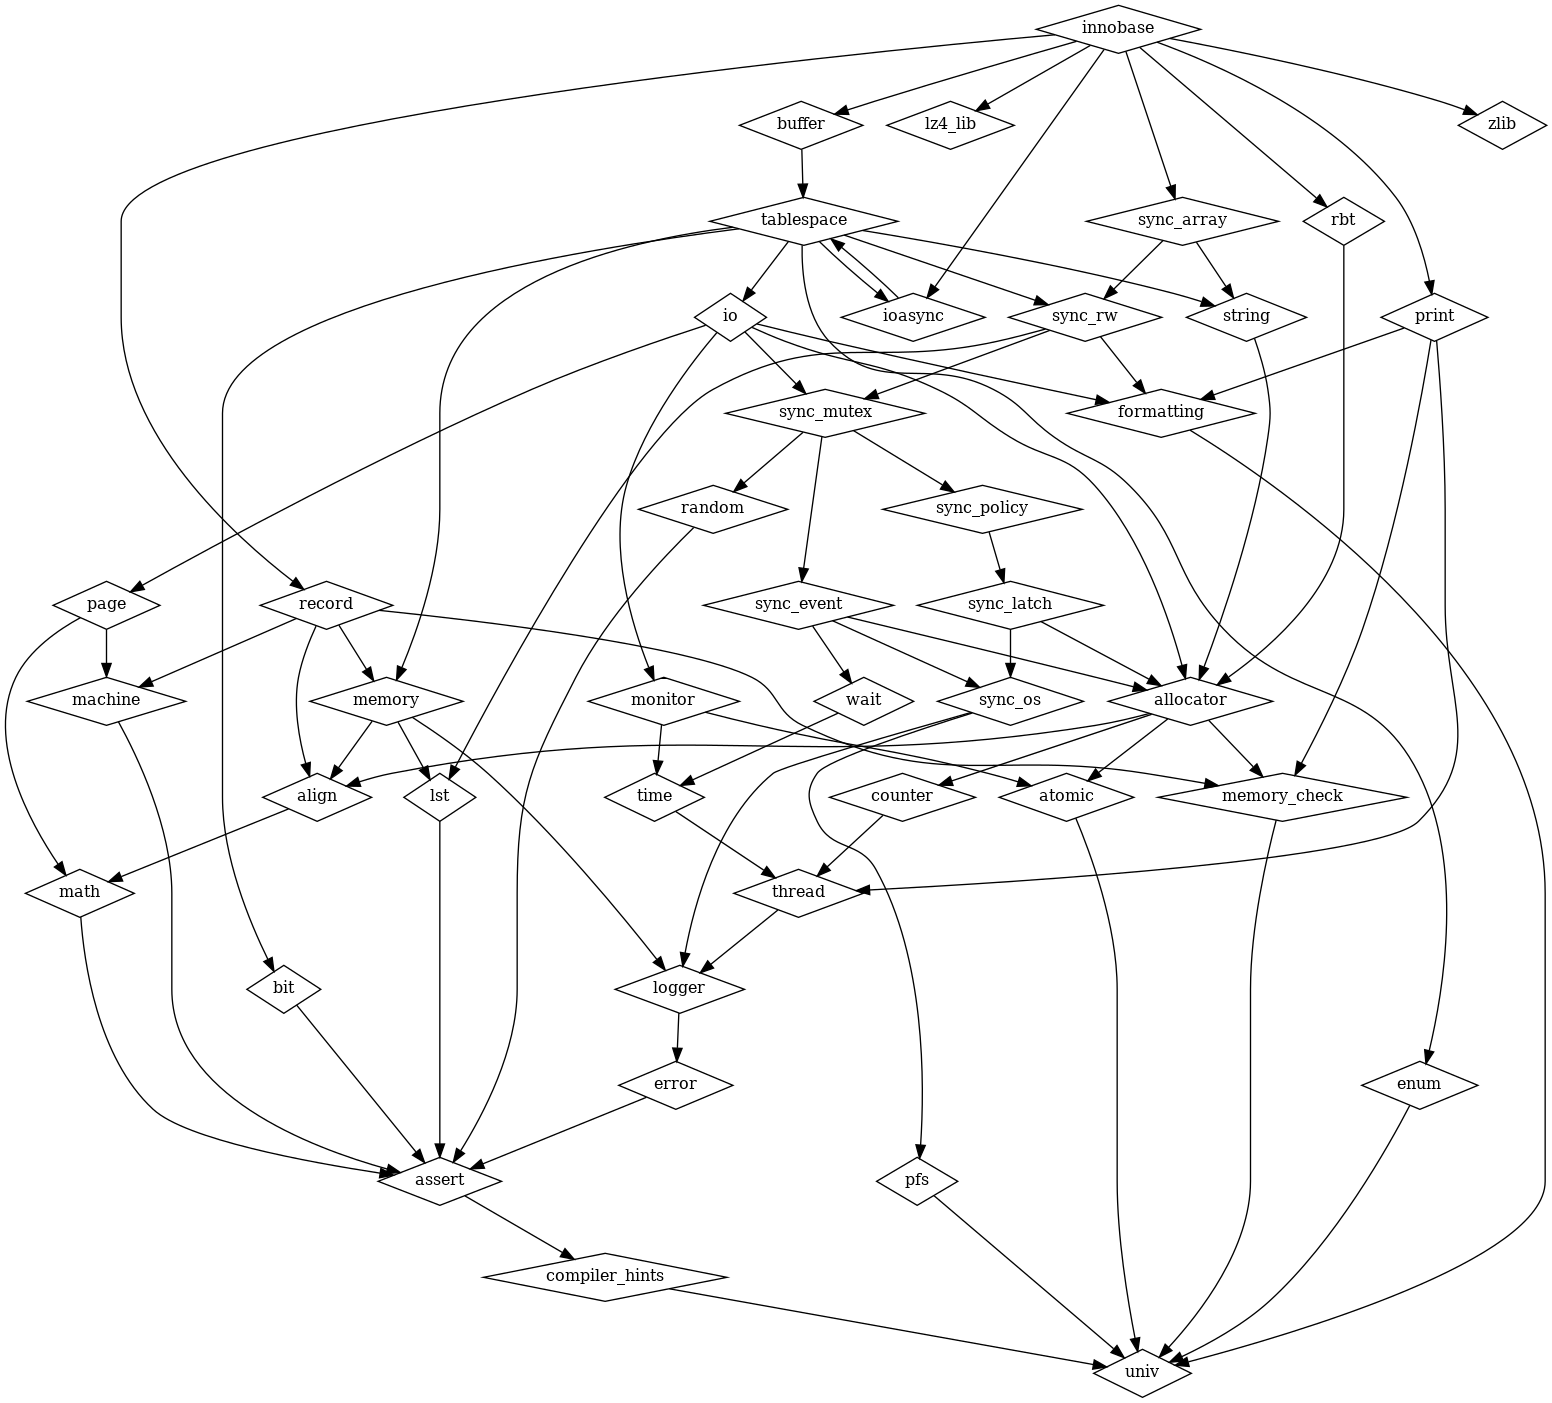 innobase
buffer
lz4_lib
zlib
tablespace
sync_array
rbt
io
ioasync
sync_rw
string
print
sync_mutex
formatting
random
sync_policy
page
record
sync_event
sync_latch
machine
memory
monitor
wait
sync_os
allocator
align
lst
time
counter
atomic
memory_check
math
thread
bit
logger
error
enum
assert
pfs
compiler_hints
univ